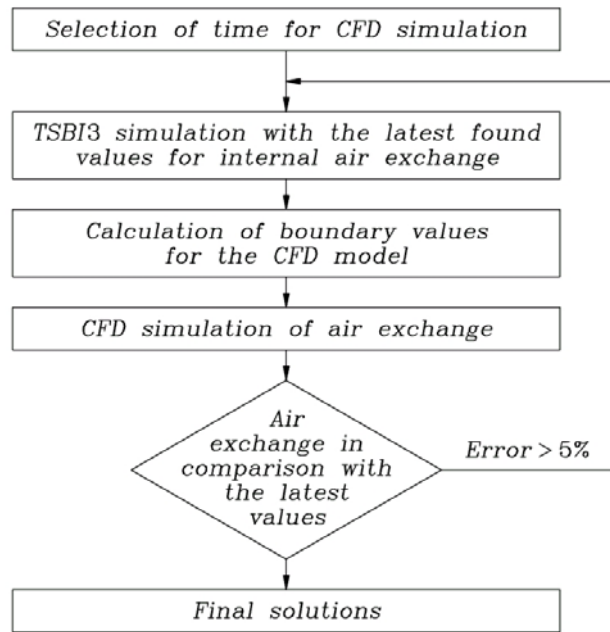 Selection of time for CFD simulation
TSBI3 simulation with the latest found
values for internal air exchange
Calculation of boundary values
for the CFD model
CFD simulation of air exchange
Air
exchange in
comparison with
the latest
values
Error > 5%
Final solutions